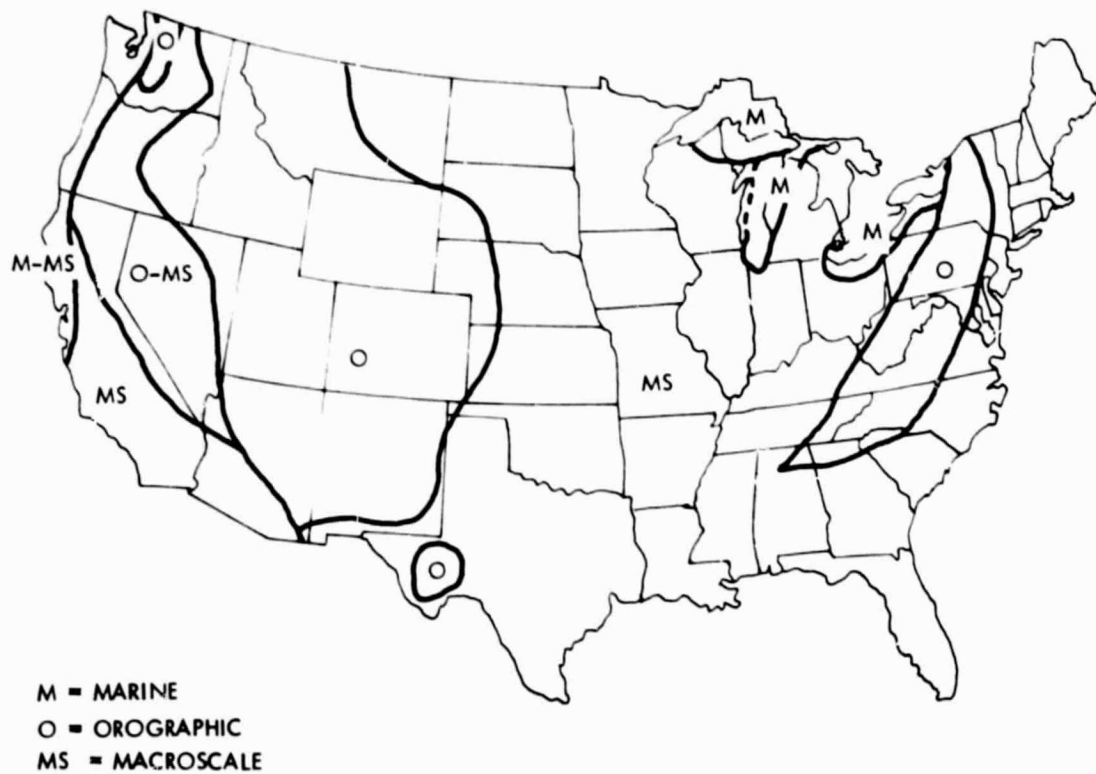 O
M
M
M
M-MS
O-MS
O
O
MS
MS
O
M = MARINE
O = OROGRAPHIC
MS = MACROSCALE